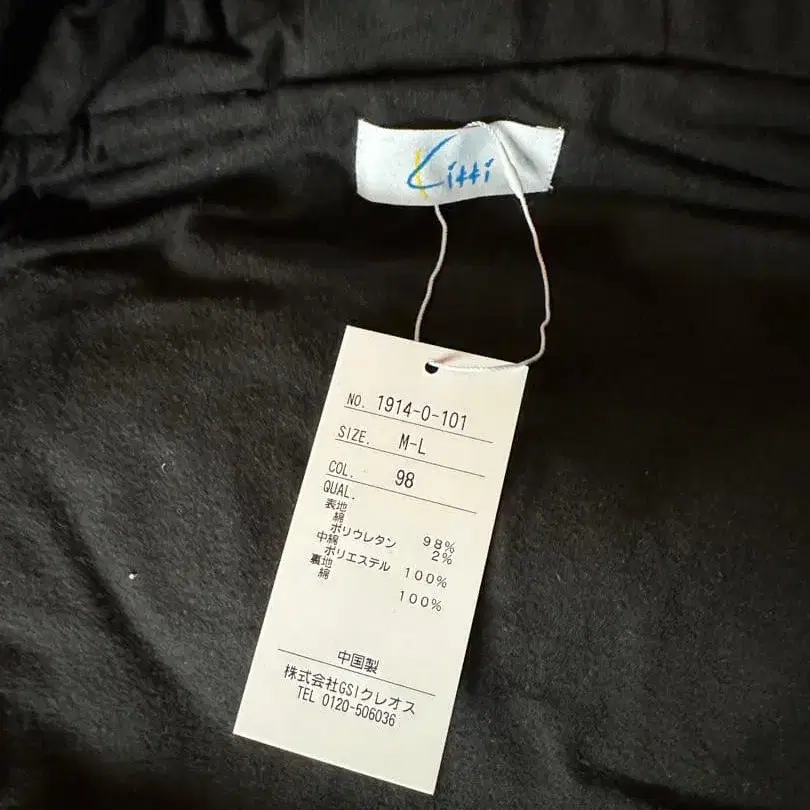 Kitti
NO. 1914-0-101
SIZE. M-L
COL. 98
QUAL.
表地
綿 98%
ポリウレタン 2%
中綿
ポリエステル 100%
裏地
綿 100%
中国製
株式会社GSIクレオス
TEL 0120-506036